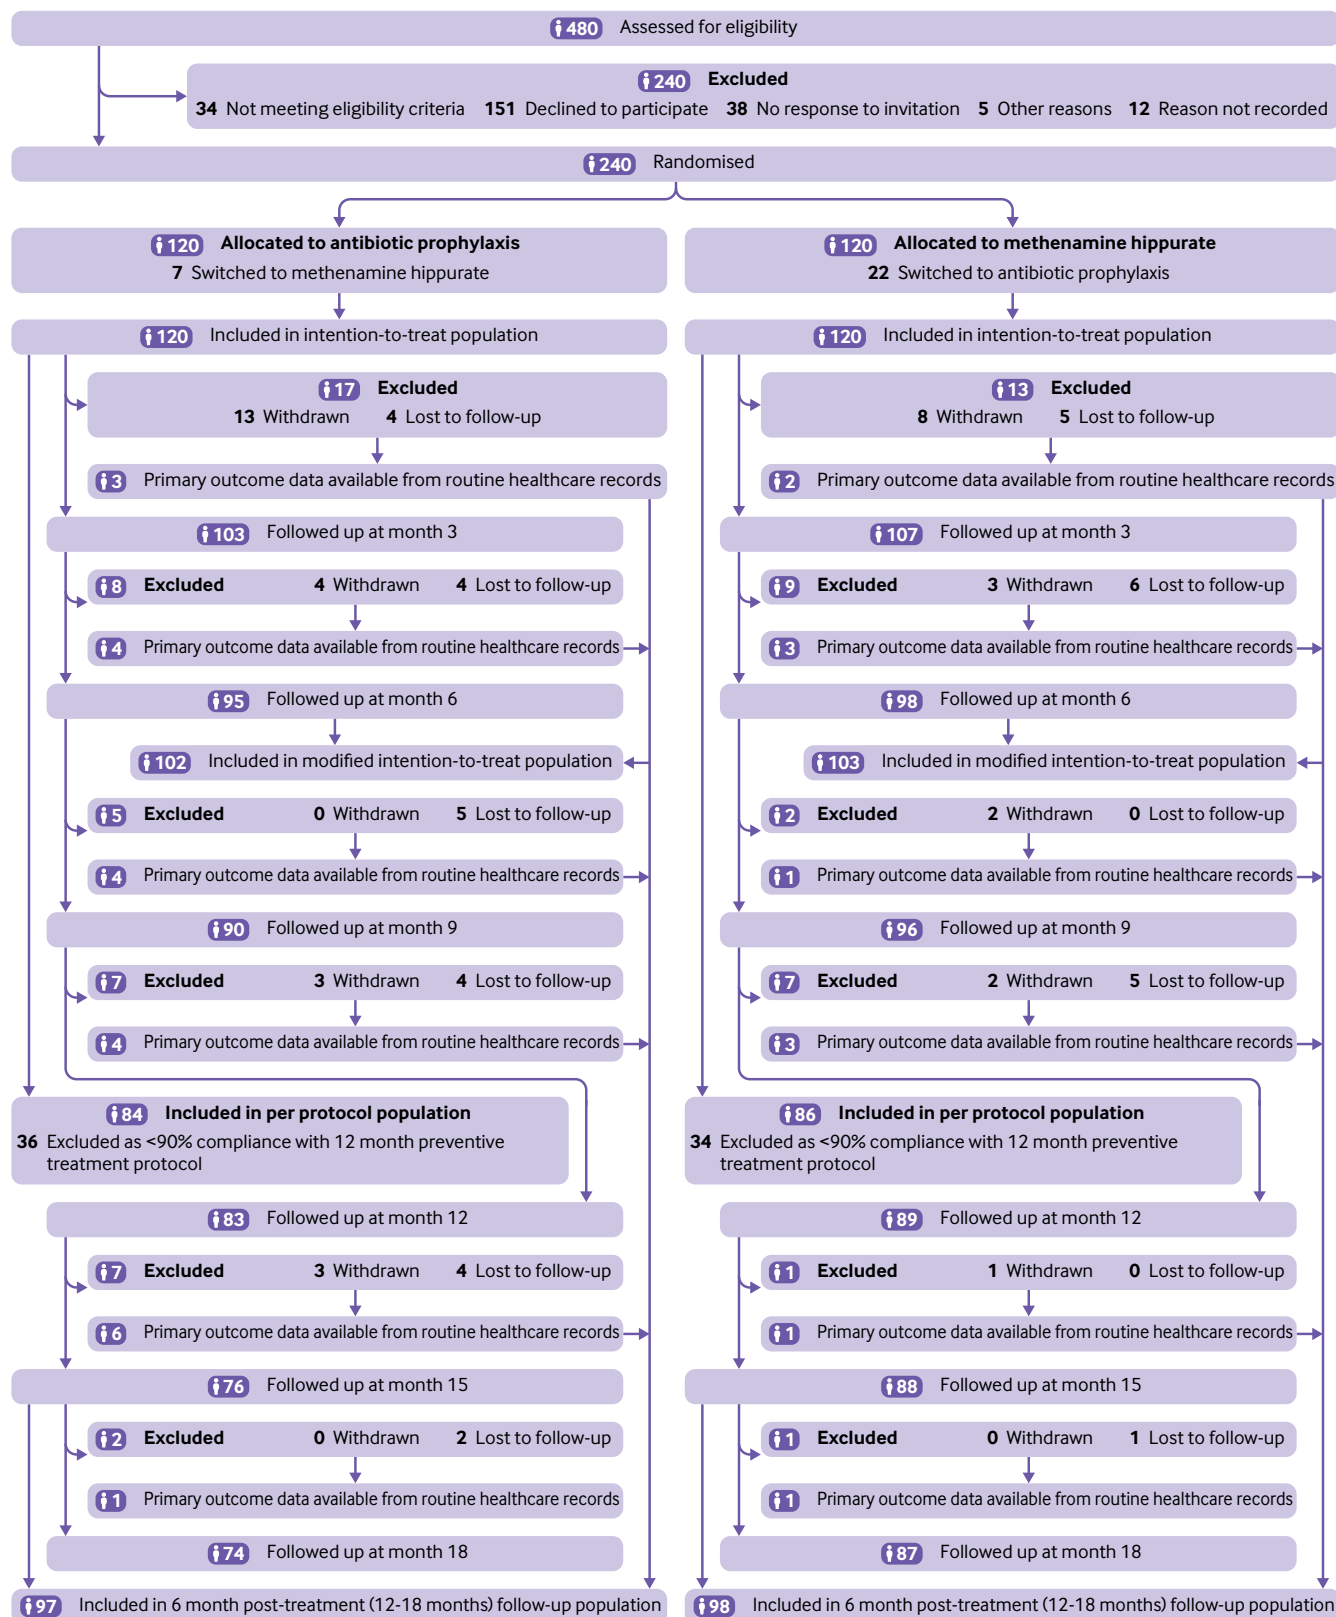 480 Assessed for eligibility
240 Excluded
34 Not meeting eligibility criteria 151 Declined to participate 38 No response to invitation 5 Other reasons 12 Reason not recorded
240 Randomised
120 Allocated to antibiotic prophylaxis
7 Switched to methenamine hippurate
120 Included in intention-to-treat population
17 Excluded
13 Withdrawn 4 Lost to follow-up
3 Primary outcome data available from routine healthcare records
103 Followed up at month 3
8 Excluded 4 Withdrawn 4 Lost to follow-up
4 Primary outcome data available from routine healthcare records
95 Followed up at month 6
102 Included in modified intention-to-treat population
5 Excluded 0 Withdrawn 5 Lost to follow-up
4 Primary outcome data available from routine healthcare records
90 Followed up at month 9
7 Excluded 3 Withdrawn 4 Lost to follow-up
4 Primary outcome data available from routine healthcare records
84 Included in per protocol population
36 Excluded as <90% compliance with 12 month preventive
treatment protocol
83 Followed up at month 12
7 Excluded 3 Withdrawn 4 Lost to follow-up
6 Primary outcome data available from routine healthcare records
76 Followed up at month 15
2 Excluded 0 Withdrawn 2 Lost to follow-up
1 Primary outcome data available from routine healthcare records
74 Followed up at month 18
97 Included in 6 month post-treatment (12-18 months) follow-up population
120 Allocated to methenamine hippurate
22 Switched to antibiotic prophylaxis
120 Included in intention-to-treat population
13 Excluded
8 Withdrawn 5 Lost to follow-up
2 Primary outcome data available from routine healthcare records
107 Followed up at month 3
9 Excluded 3 Withdrawn 6 Lost to follow-up
3 Primary outcome data available from routine healthcare records
98 Followed up at month 6
103 Included in modified intention-to-treat population
2 Excluded 2 Withdrawn 0 Lost to follow-up
1 Primary outcome data available from routine healthcare records
96 Followed up at month 9
7 Excluded 2 Withdrawn 5 Lost to follow-up
3 Primary outcome data available from routine healthcare records
86 Included in per protocol population
34 Excluded as <90% compliance with 12 month preventive
treatment protocol
89 Followed up at month 12
1 Excluded 1 Withdrawn 0 Lost to follow-up
1 Primary outcome data available from routine healthcare records
88 Followed up at month 15
1 Excluded 0 Withdrawn 1 Lost to follow-up
1 Primary outcome data available from routine healthcare records
87 Followed up at month 18
98 Included in 6 month post-treatment (12-18 months) follow-up population